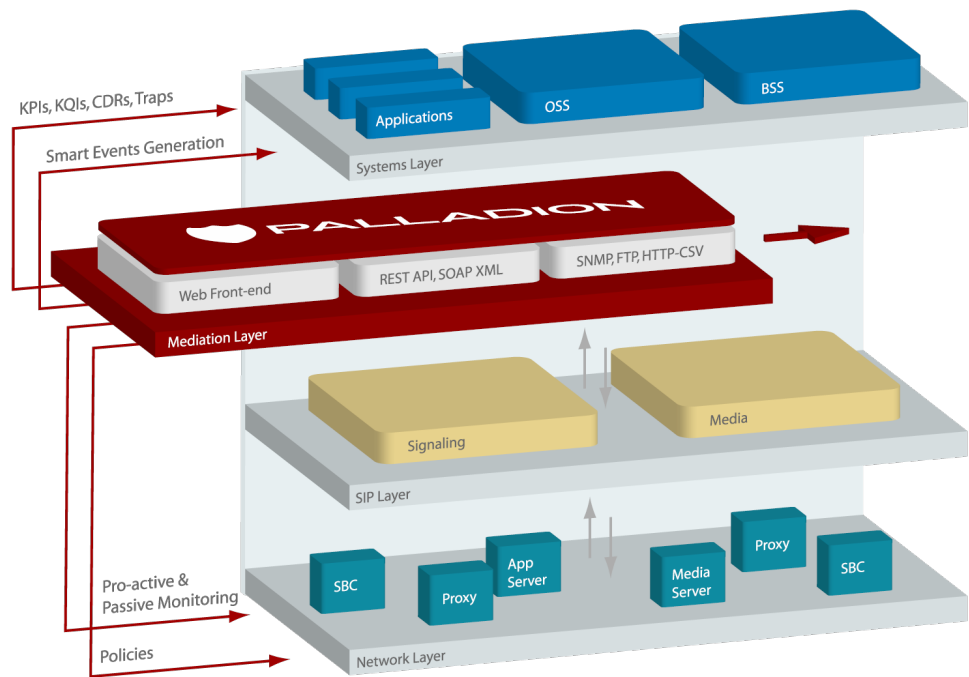 KPIs, KQIs, CDRs, Traps
Smart Events Generation
Applications
OSS
BSS
Systems Layer
PALLADION
Web Front-end
REST API, SOAP XML
SNMP, FTP, HTTP-CSV
Mediation Layer
Signaling
Media
SIP Layer
SBC
Proxy
App
Server
Media
Server
Proxy
SBC
Network Layer
Pro-active &
Passive Monitoring
Policies